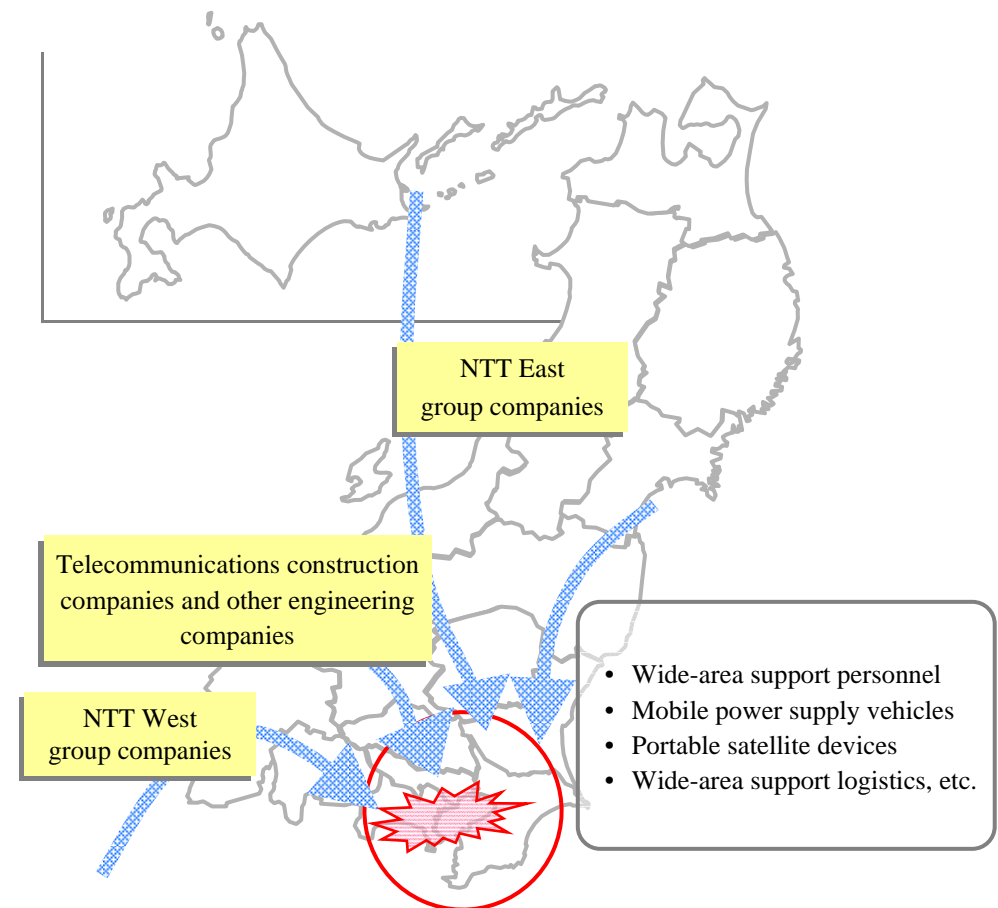 NTT East
group companies
Telecommunications construction
companies and other engineering
companies
NTT West
group companies
• Wide-area support personnel
• Mobile power supply vehicles
• Portable satellite devices
• Wide-area support logistics, etc.